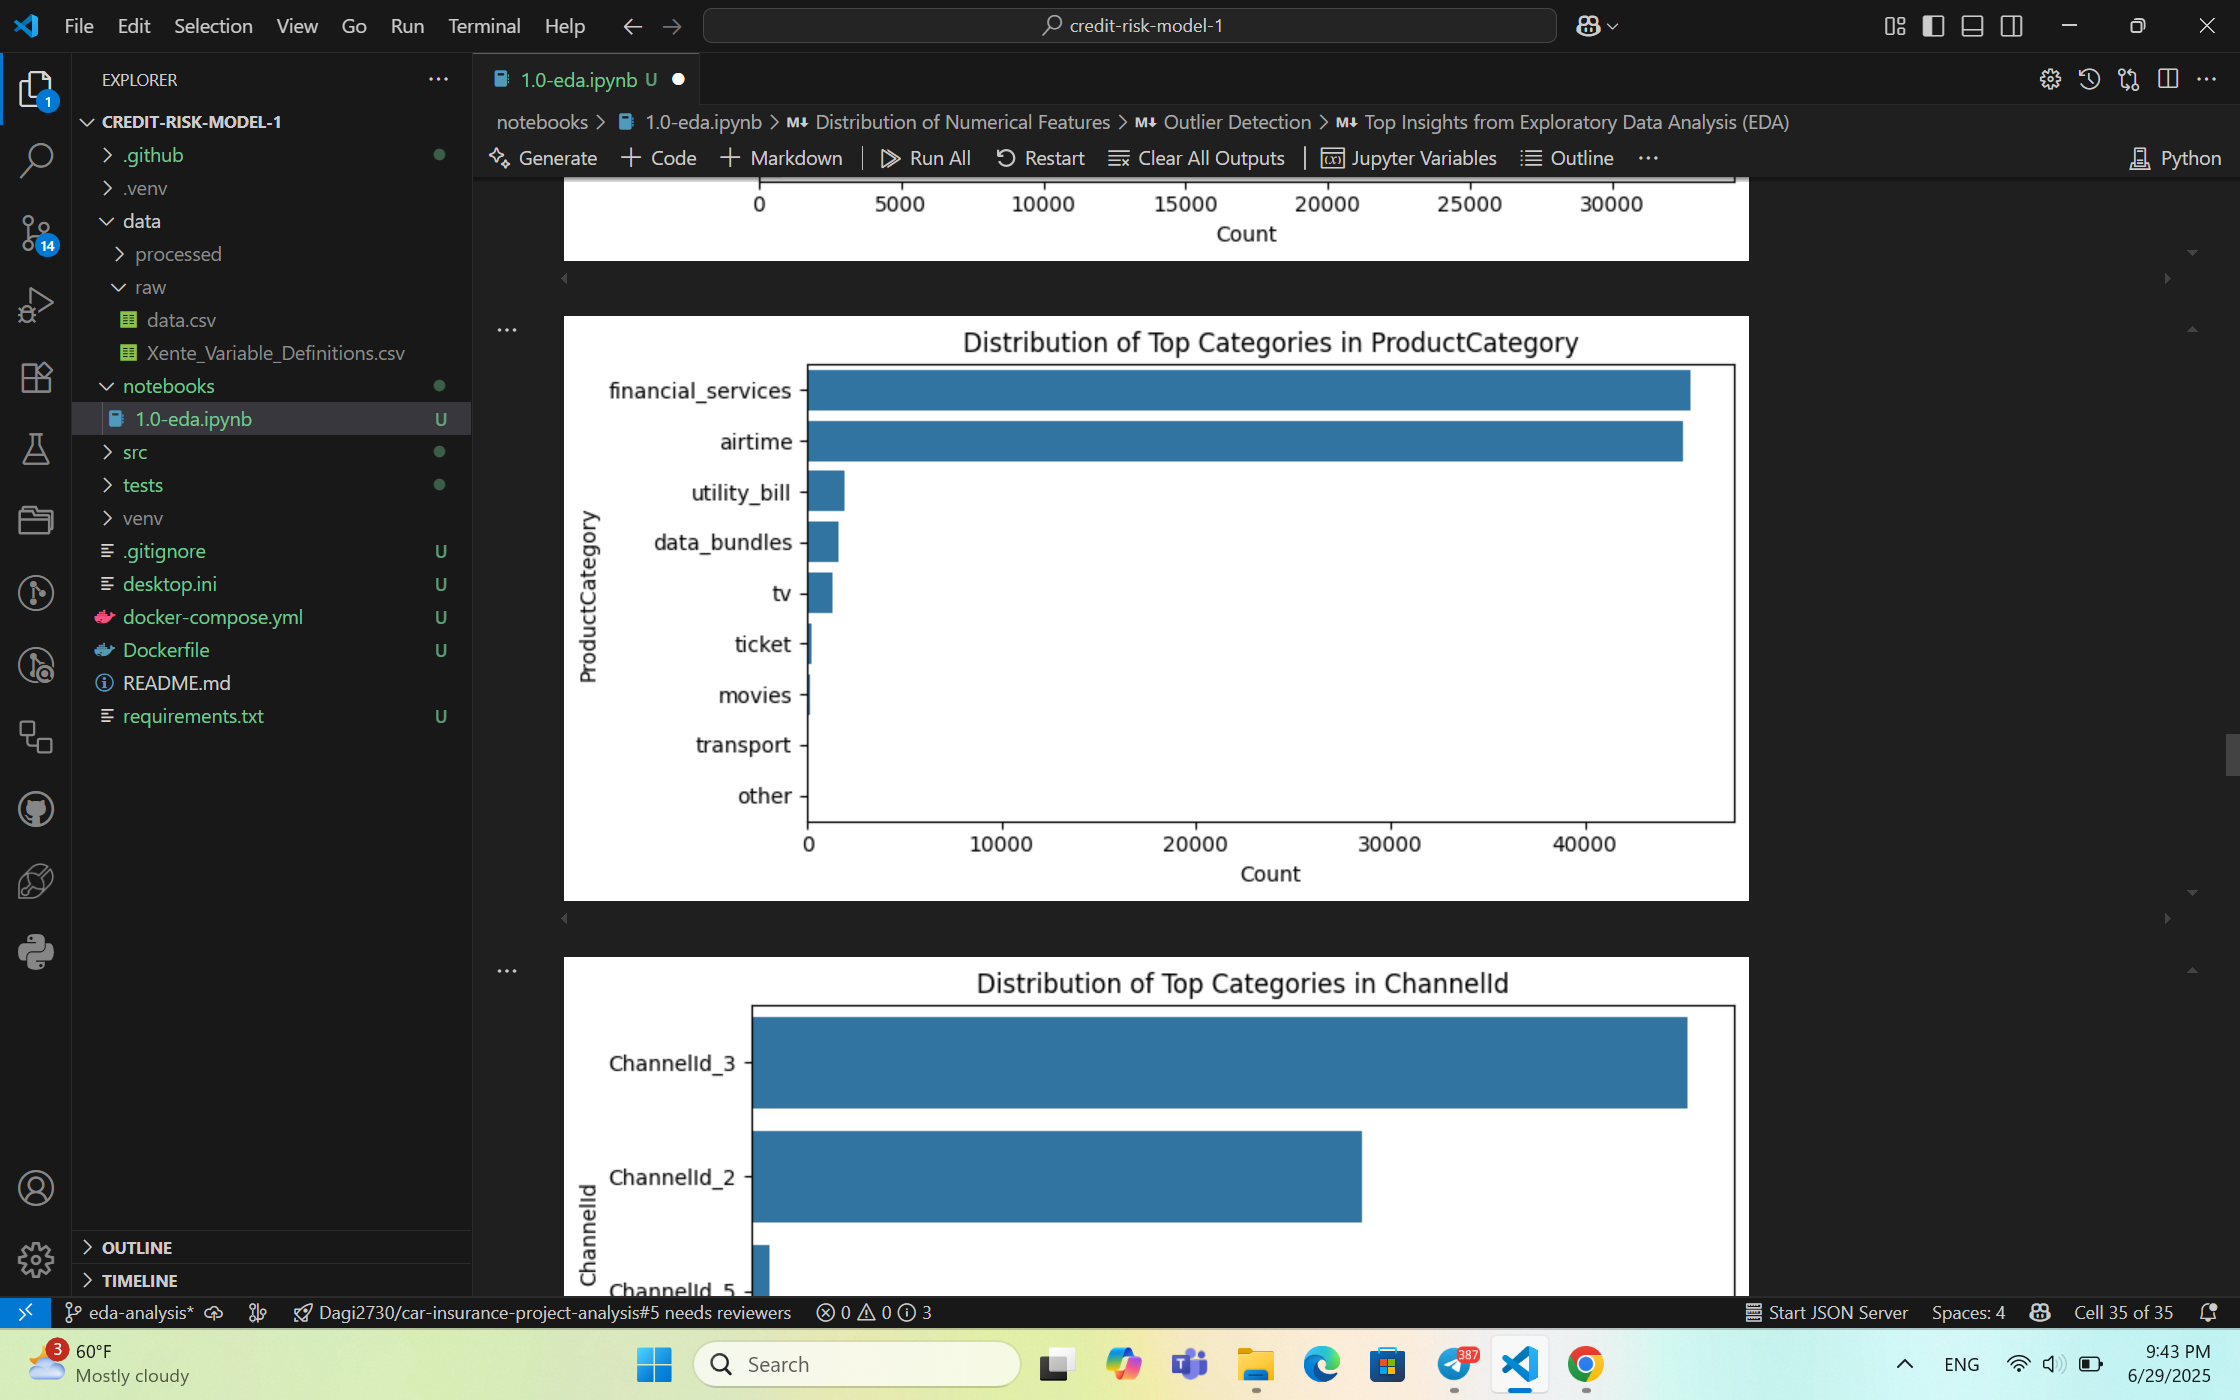 File Edit Selection View Go Run Terminal Help
credit-risk-model-1
EXPLORER
1.0-eda.ipynb U
CREDIT-RISK-MODEL-1
.github
.venv
data
processed
raw
data.csv
Xente_Variable_Definitions.csv
notebooks
1.0-eda.ipynb U
src
tests
venv
.gitignore U
desktop.ini U
docker-compose.yml U
Dockerfile U
README.md
requirements.txt U
OUTLINE
TIMELINE
1
14
notebooks > 1.0-eda.ipynb > M↓ Distribution of Numerical Features > M↓ Outlier Detection > M↓ Top Insights from Exploratory Data Analysis (EDA)
Generate + Code + Markdown Run All Restart Clear All Outputs Jupyter Variables Outline ... Python
0 5000 10000 15000 20000 25000 30000
Count
Distribution of Top Categories in ProductCategory
ProductCategory
financial_services
airtime
utility_bill
data_bundles
tv
ticket
movies
transport
other
0 10000 20000 30000 40000
Count
Distribution of Top Categories in ChannelId
ChannelId
ChannelId_3
ChannelId_2
ChannelId_5
eda-analysis* Dagi2730/car-insurance-project-analysis#5 needs reviewers 0 0 3 Start JSON Server Spaces: 4 Cell 35 of 35
3
60°F
Mostly cloudy
Search
387
ENG
9:43 PM
6/29/2025